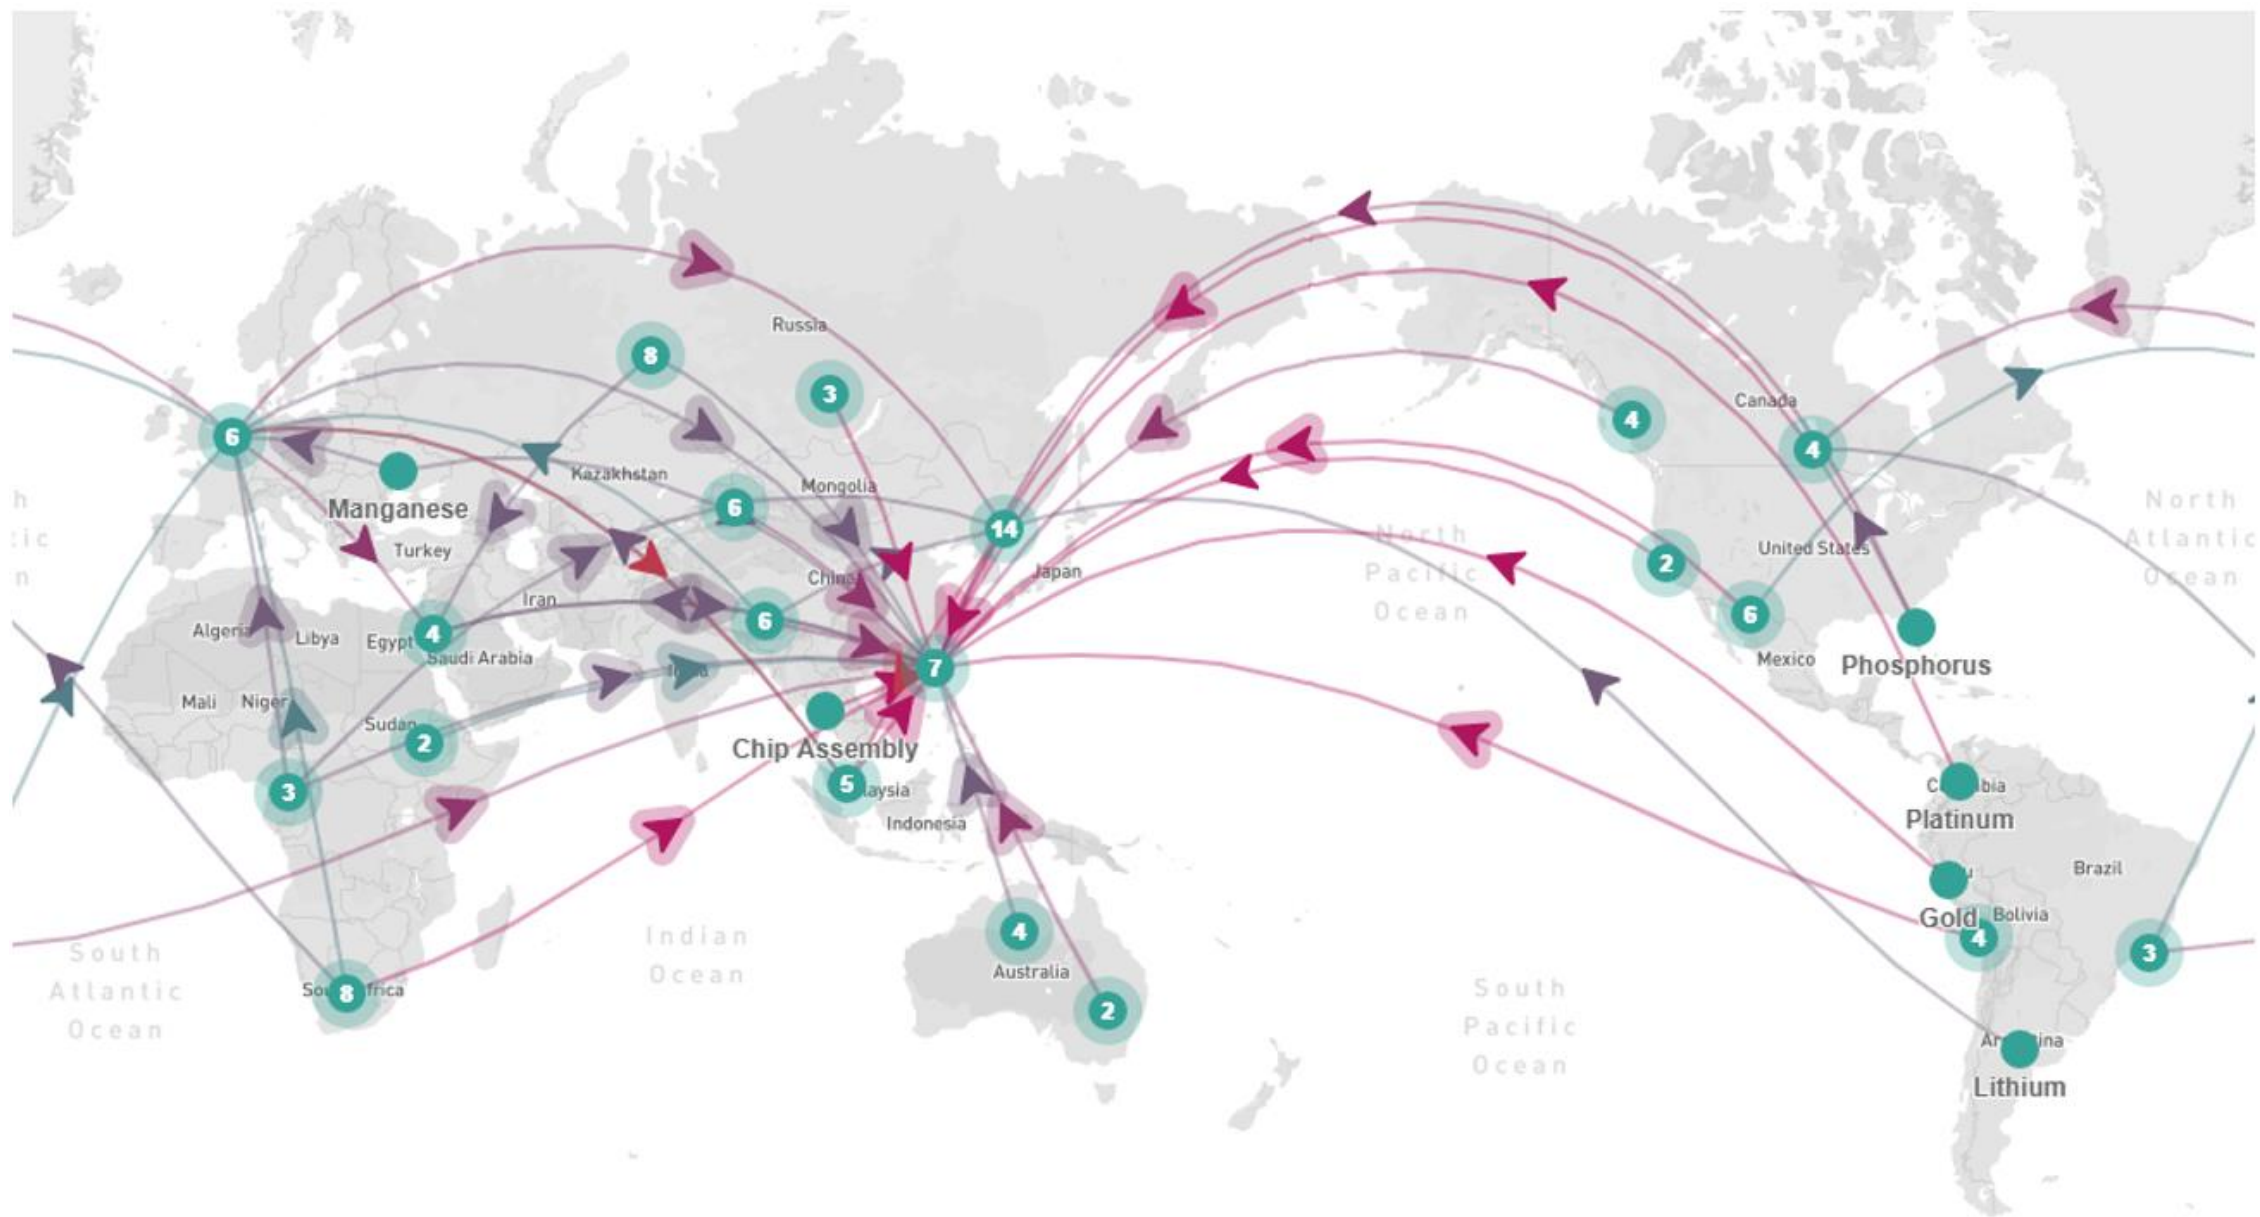 Russia
8
3
Canada
4
6
4
Kazakhstan
Mongolia
Manganese
6
14
North
Atlantic
Ocean
North
Pacific
Ocean
Turkey
United States
China
Japan
2
Iran
6
6
Algeria
Libya
Egypt
4
Saudi Arabia
7
Mexico
Phosphorus
Mali
Niger
Sudan
2
Chip Assembly
3
5
Indonesia
Platinum
Brazil
Gold
4
Bolivia
Indian
Ocean
4
Australia
South
Atlantic
Ocean
8
3
2
South
Pacific
Ocean
Lithium